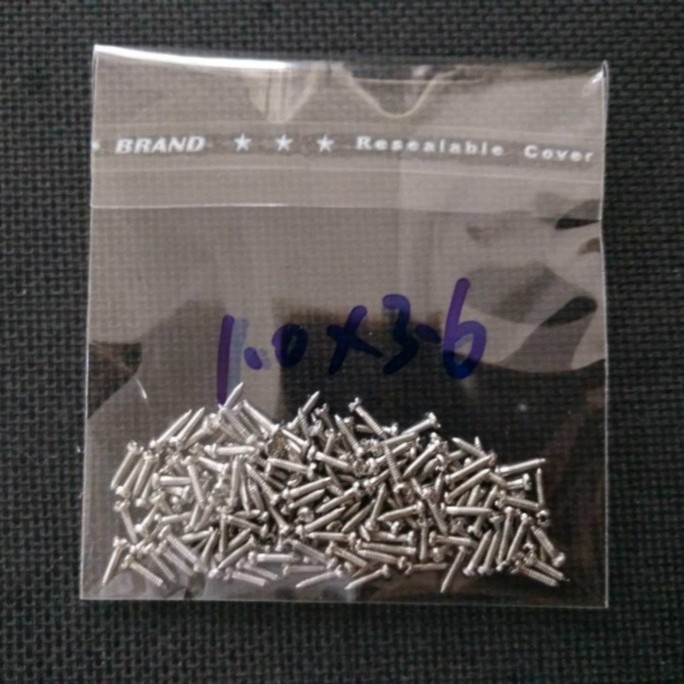 BRAND ★ ★ ★ Resealable Cover
1.0X3.6